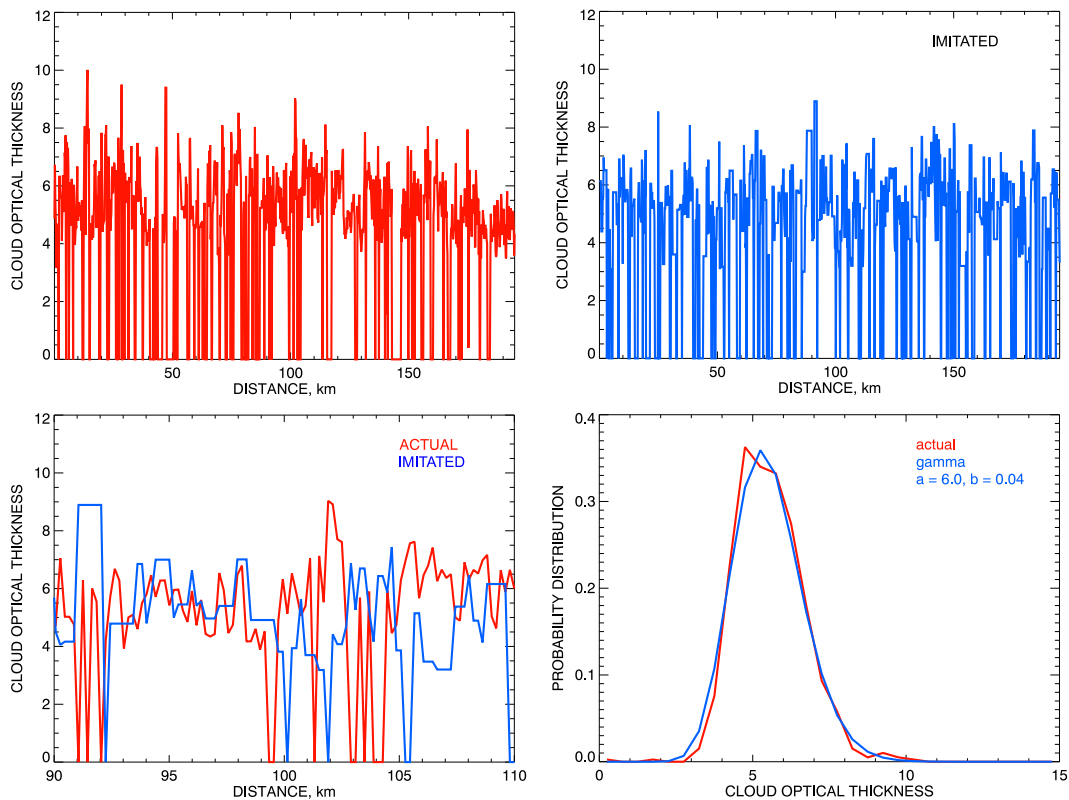 12
10
8
6
4
2
0
CLOUD OPTICAL THICKNESS
50
100
150
DISTANCE, km
12
10
8
6
4
2
0
CLOUD OPTICAL THICKNESS
IMITATED
50
100
150
DISTANCE, km
12
10
8
6
4
2
0
CLOUD OPTICAL THICKNESS
ACTUAL
IMITATED
90
95
100
105
110
DISTANCE, km
0.4
0.3
0.2
0.1
0.0
PROBABILITY DISTRIBUTION
actual
gamma
a = 6.0, b = 0.04
0
5
10
15
CLOUD OPTICAL THICKNESS